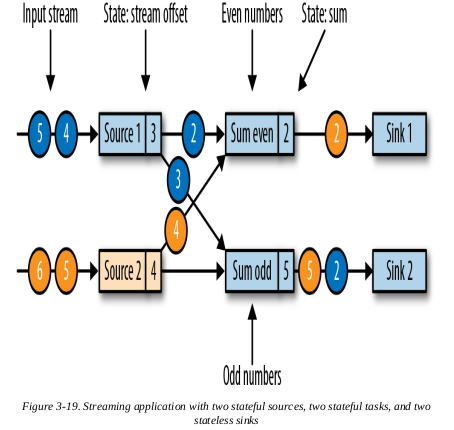 Input stream
State: stream offset
Even numbers
State: sum
5
4
Source 1
3
2
Sum even
2
2
Sink 1
3
4
6
5
Source 2
4
Sum odd
5
5
2
Sink 2
Odd numbers
Figure 3-19. Streaming application with two stateful sources, two stateful tasks, and two
stateless sinks